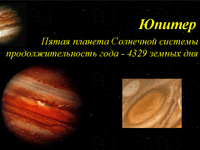 Юпитер
Пятая планета Солнечной системы
продолжительность года - 4329 земных дня